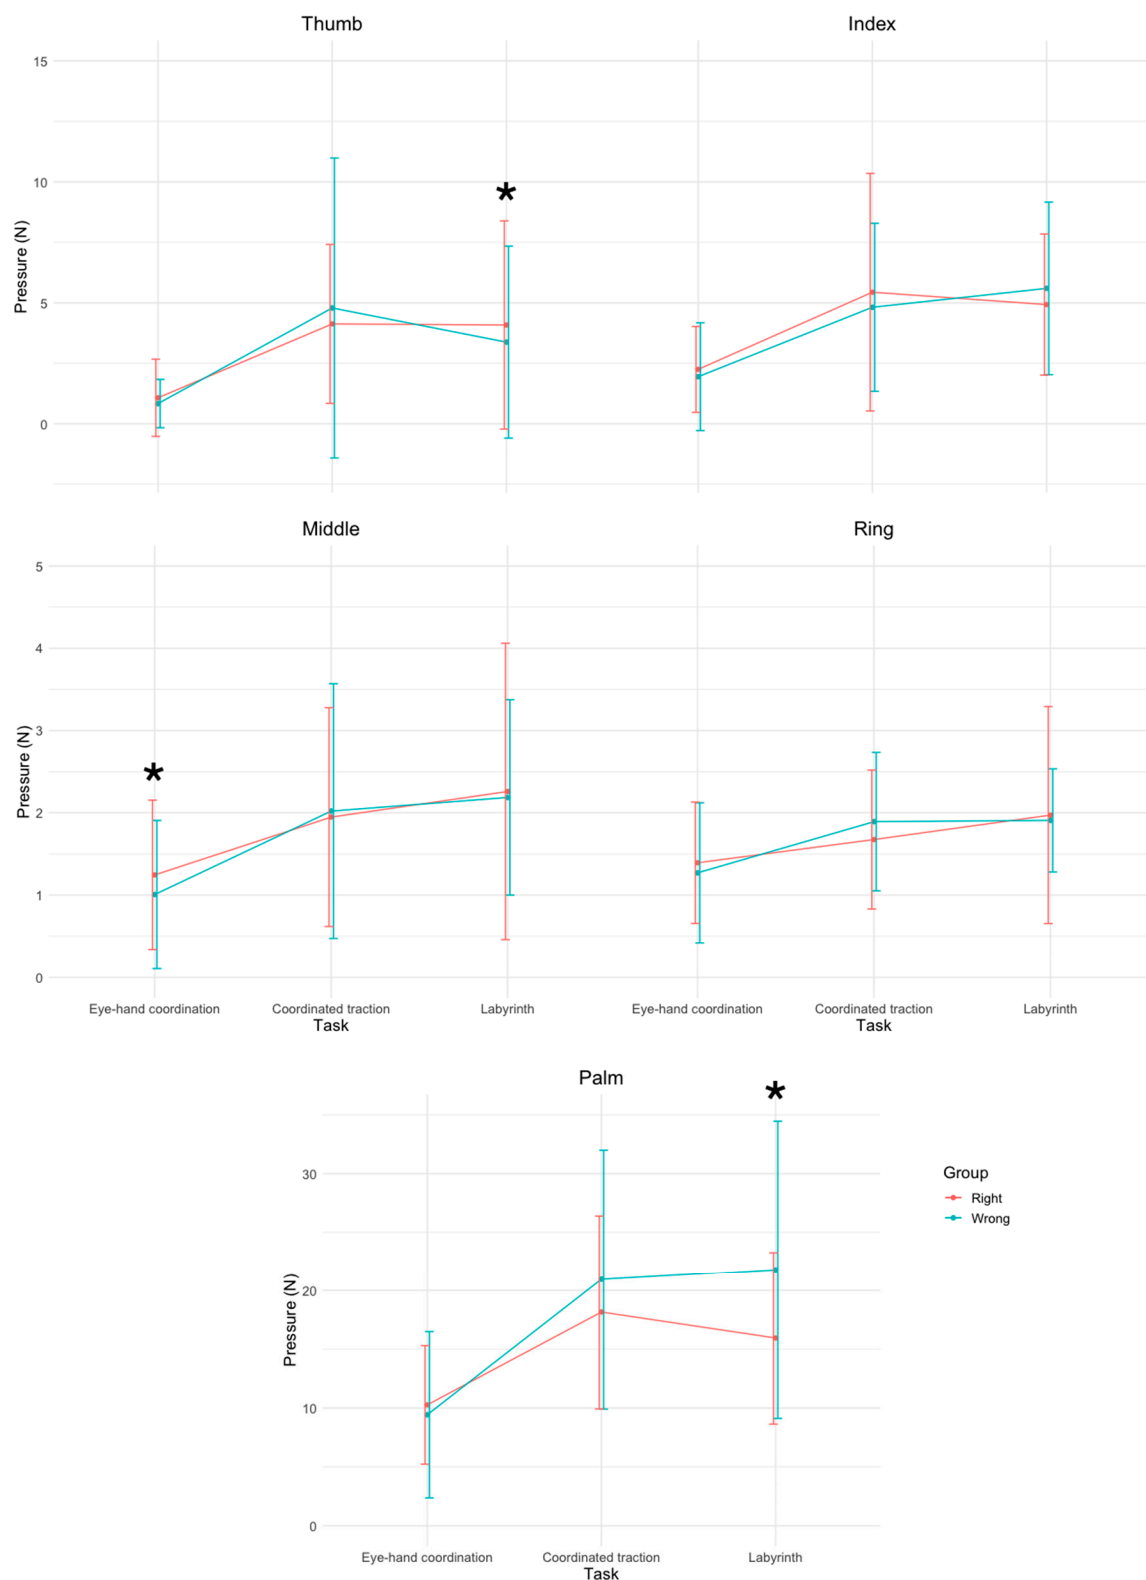 Thumb Index
15
10
*
Pressure (N)
5
0
Middle Ring
5
4
3
*
Pressure (N)
2
1
0
Eye-hand coordination Coordinated traction Labyrinth Eye-hand coordination Coordinated traction Labyrinth
Task Task
Palm
*
30
Group
Right
Wrong
20
Pressure (N)
10
0
Eye-hand coordination Coordinated traction Labyrinth
Task